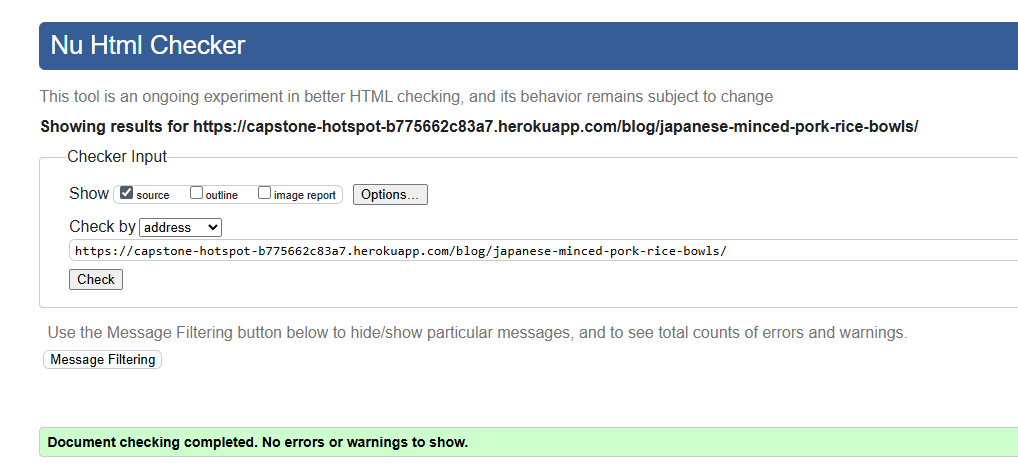 Nu Html Checker
This tool is an ongoing experiment in better HTML checking, and its behavior remains subject to change
Showing results for https://capstone-hotspot-b775662c83a7.herokuapp.com/blog/japanese-minced-pork-rice-bowls/
Checker Input
Show source outline image report Options...
Check by address
https://capstone-hotspot-b775662c83a7.herokuapp.com/blog/japanese-minced-pork-rice-bowls/
Check
Use the Message Filtering button below to hide/show particular messages, and to see total counts of errors and warnings.
Message Filtering
Document checking completed. No errors or warnings to show.